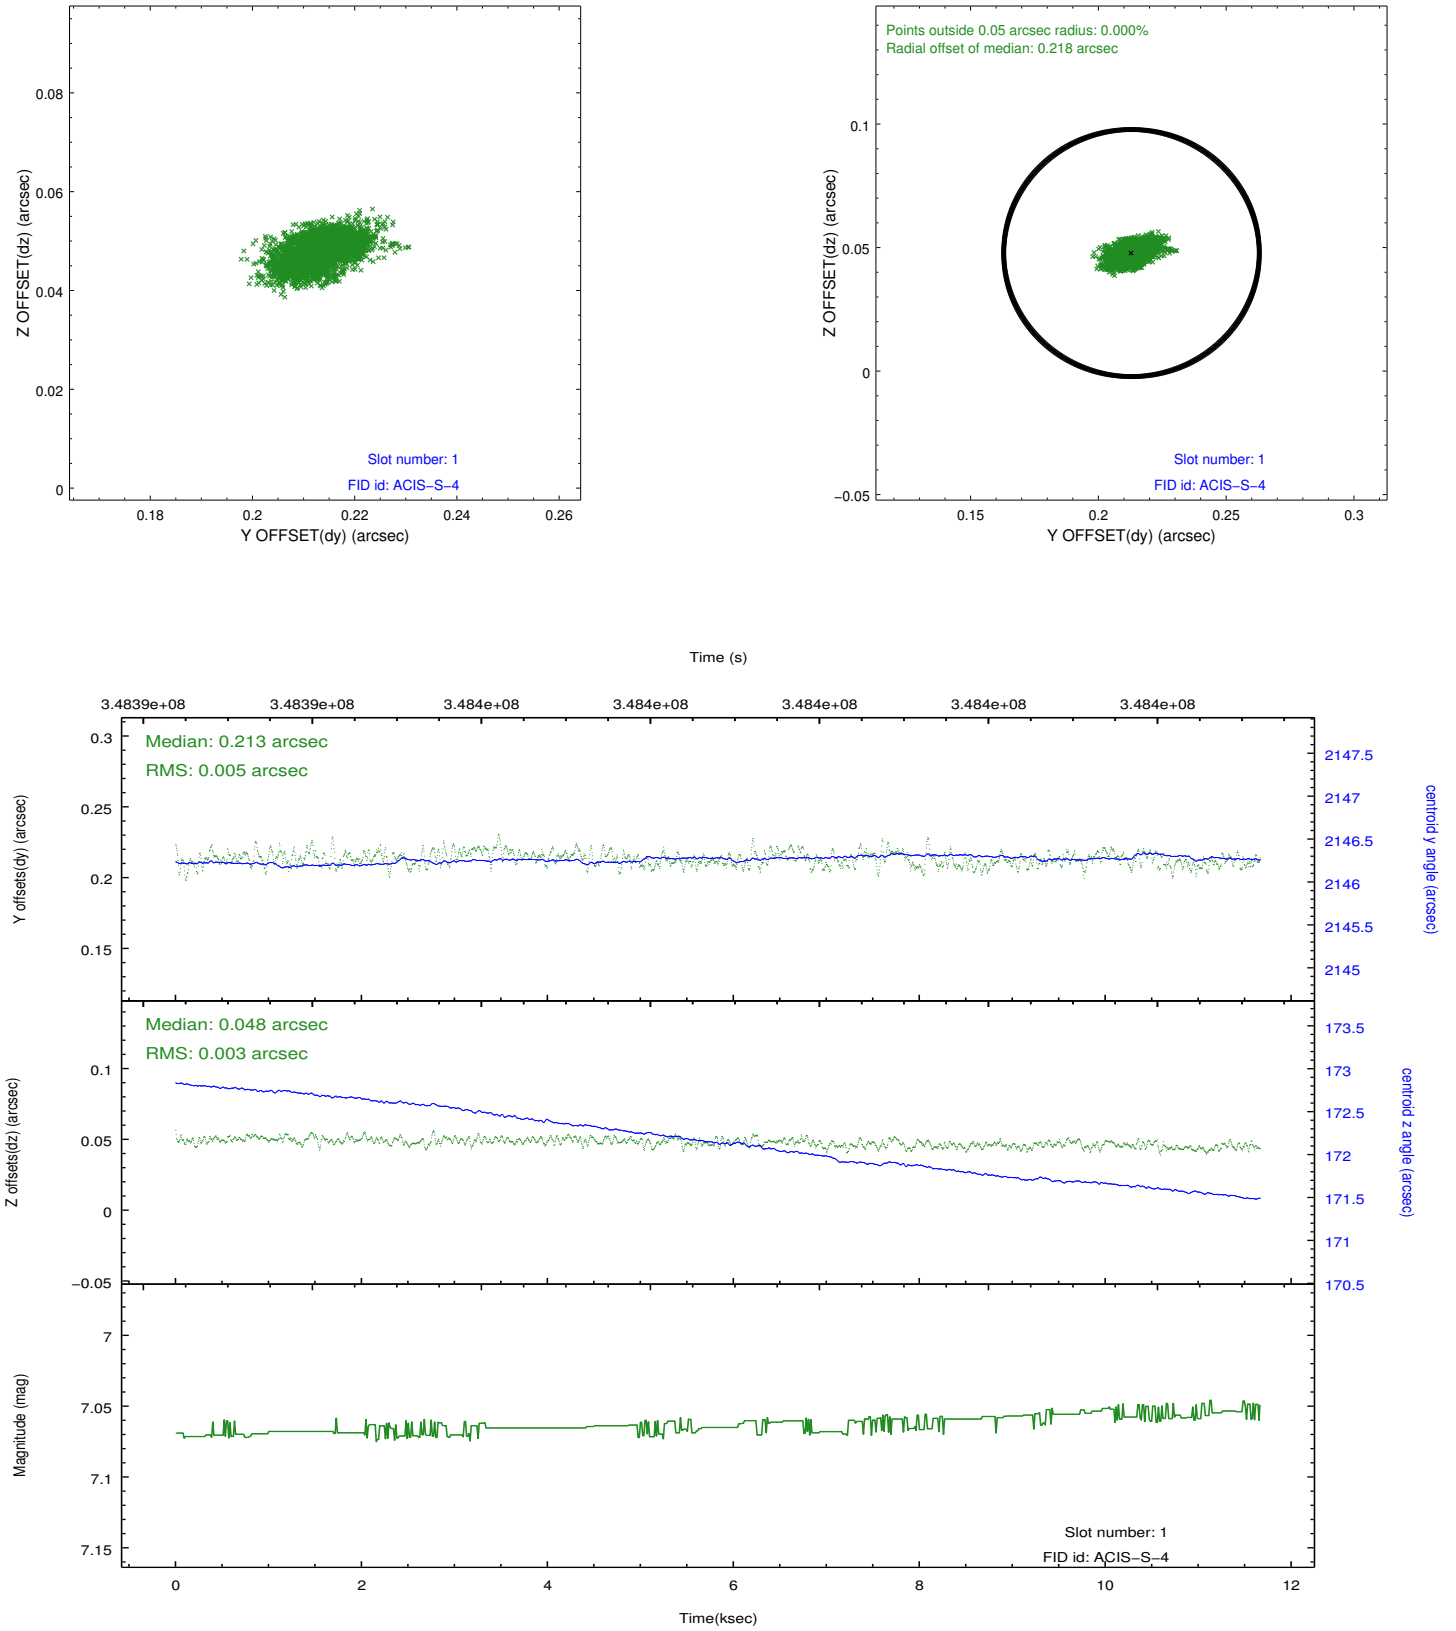 0.08
0.06
0.04
0.02
0
Z OFFSET(dz) (arcsec)
0.18
0.2
0.22
0.24
0.26
Y OFFSET(dy) (arcsec)
Slot number: 1
FID id: ACIS−S−4
Points outside 0.05 arcsec radius: 0.000%
Radial offset of median: 0.218 arcsec
0.1
0.05
0
−0.05
Z OFFSET(dz) (arcsec)
0.15
0.2
0.25
0.3
Y OFFSET(dy) (arcsec)
Slot number: 1
FID id: ACIS−S−4
Time (s)
3.4839e+08
3.4839e+08
3.484e+08
3.484e+08
3.484e+08
3.484e+08
3.484e+08
Median: 0.213 arcsec
RMS: 0.005 arcsec
0.3
0.25
0.2
0.15
Y offsets(dy) (arcsec)
2147.5
2147
2146.5
2146
2145.5
2145
centroid y angle (arcsec)
Median: 0.048 arcsec
RMS: 0.003 arcsec
0.1
0.05
0
−0.05
Z offsets(dz) (arcsec)
173.5
173
172.5
172
171.5
171
170.5
centroid z angle (arcsec)
7
7.05
7.1
7.15
Magnitude (mag)
Slot number: 1
FID id: ACIS−S−4
0
2
4
6
8
10
12
Time(ksec)